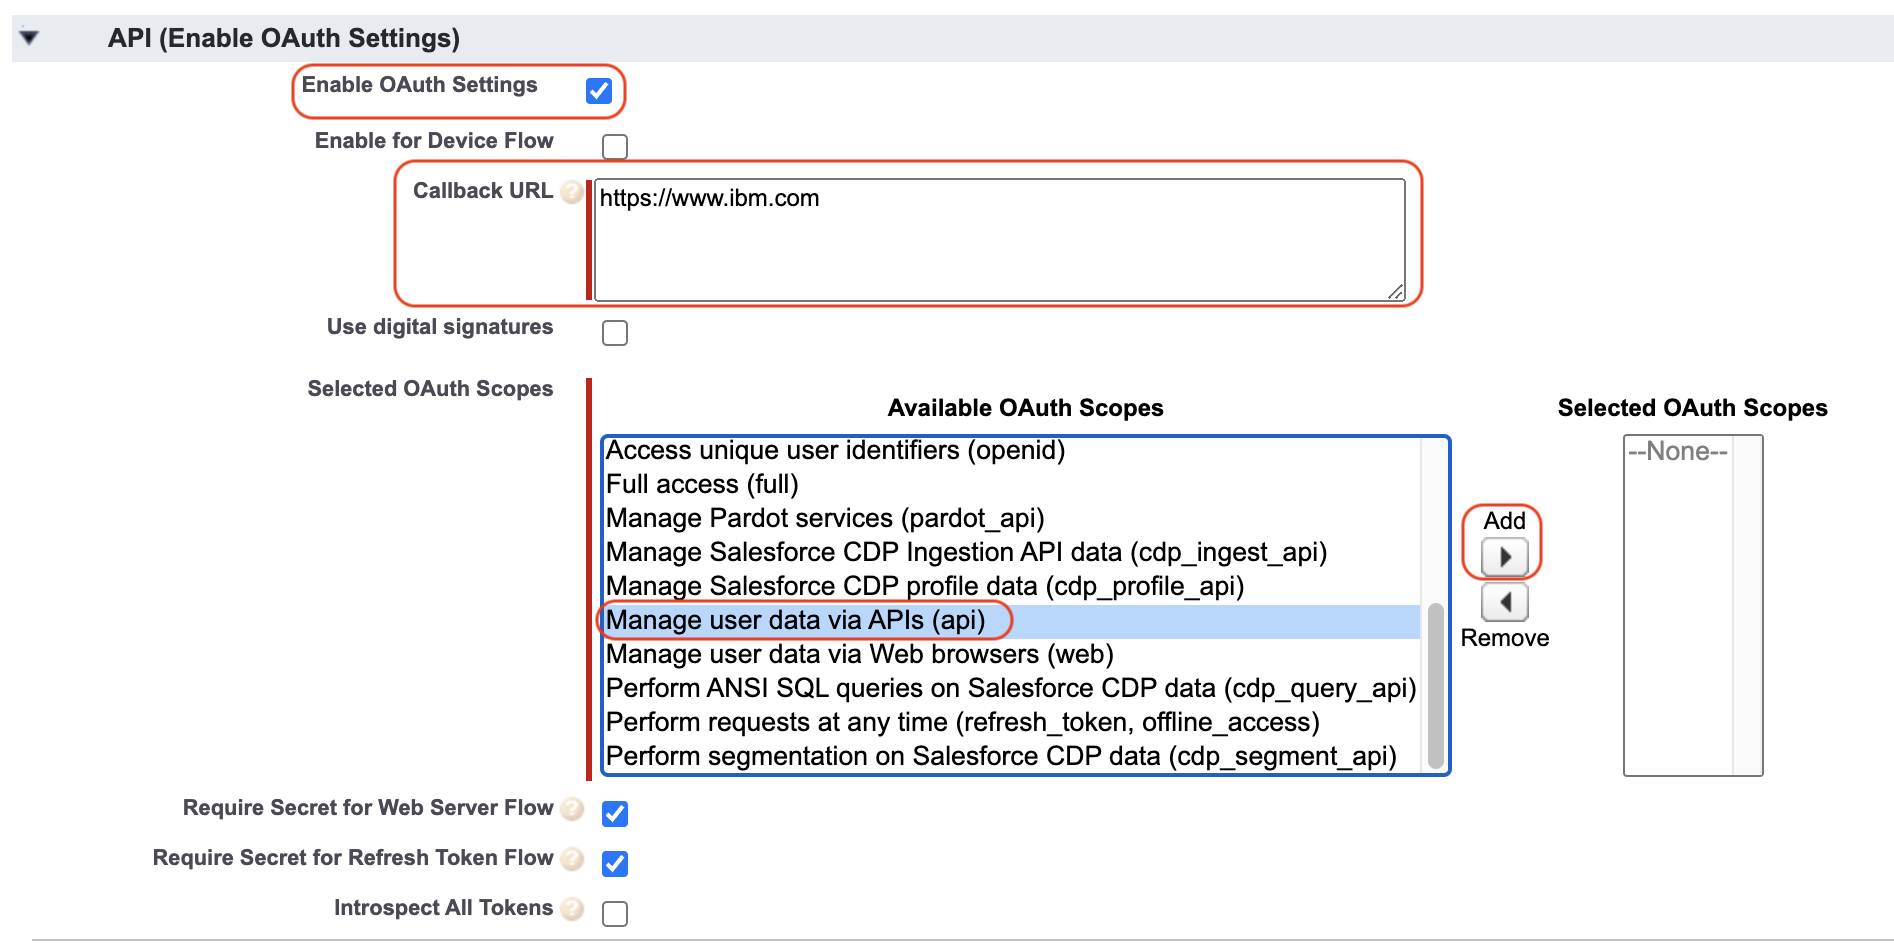 API (Enable OAuth Settings)
Enable OAuth Settings
Enable for Device Flow
Callback URL
https://www.ibm.com
Use digital signatures
Selected OAuth Scopes
Available OAuth Scopes
Access unique user identifiers (openid)
Full access (full)
Manage Pardot services (pardot_api)
Manage Salesforce CDP Ingestion API data (cdp_ingest_api)
Manage Salesforce CDP profile data (cdp_profile_api)
Manage user data via APIs (api)
Manage user data via Web browsers (web)
Perform ANSI SQL queries on Salesforce CDP data (cdp_query_api)
Perform requests at any time (refresh_token, offline_access)
Perform segmentation on Salesforce CDP data (cdp_segment_api)
Add
Remove
Selected OAuth Scopes
--None--
Require Secret for Web Server Flow
Require Secret for Refresh Token Flow
Introspect All Tokens